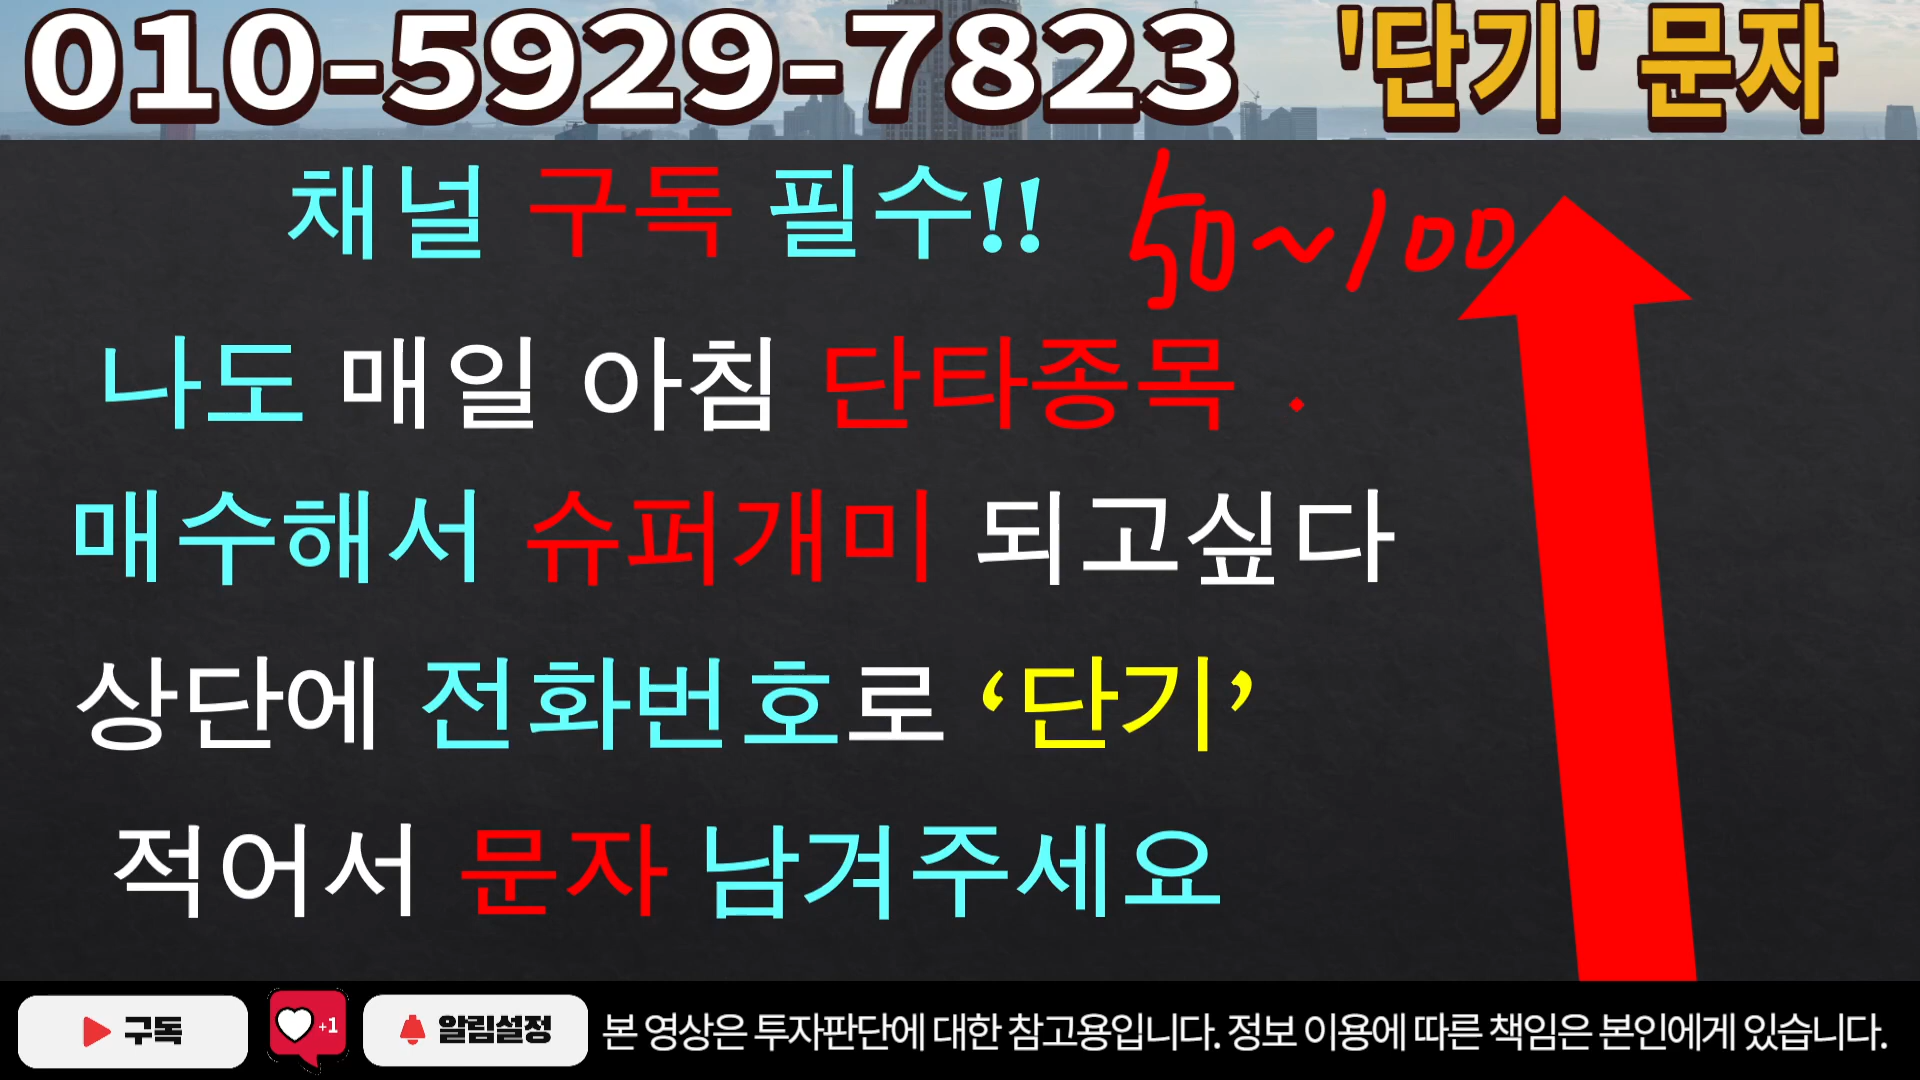 010-5929-7823 '단기' 문자
채널 구독 필수!! 50~100
나도 매일 아침 단타종목 .
매수해서 슈퍼개미 되고싶다
상단에 전화번호로 ‘단기’
적어서 문자 남겨주세요
구독 +1 알림설정 본 영상은 투자판단에 대한 참고용입니다. 정보 이용에 따른 책임은 본인에게 있습니다.